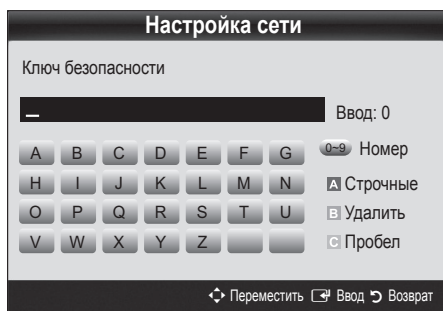 Настройка сети
Ключ безопасности
_ Ввод: 0
A B C D E F G 0~9 Номер
H I J K L M N A Строчные
O P Q R S T U B Удалить
V W X Y Z C Пробел
Переместить Ввод Возврат